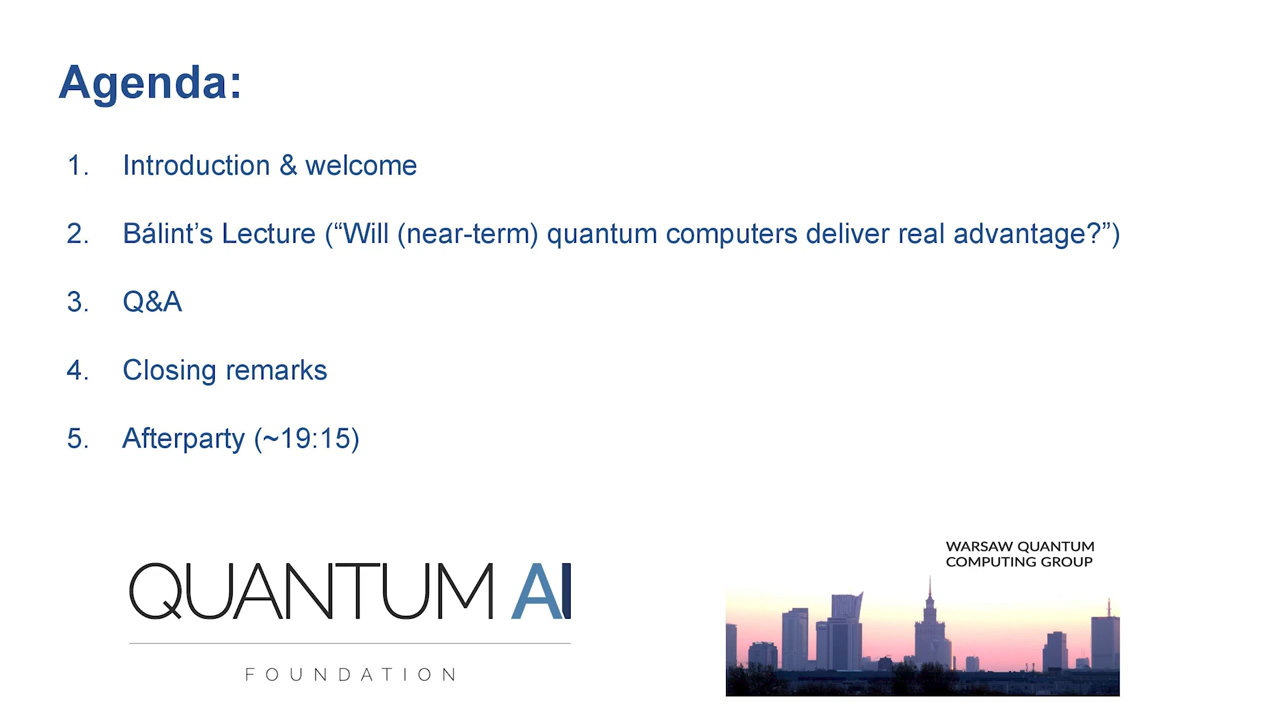 Agenda:
1. Introduction & welcome
2. Bálint’s Lecture (“Will (near-term) quantum computers deliver real advantage?”)
3. Q&A
4. Closing remarks
5. Afterparty (~19:15)
QUANTUM AI
FOUNDATION
WARSAW QUANTUM
COMPUTING GROUP